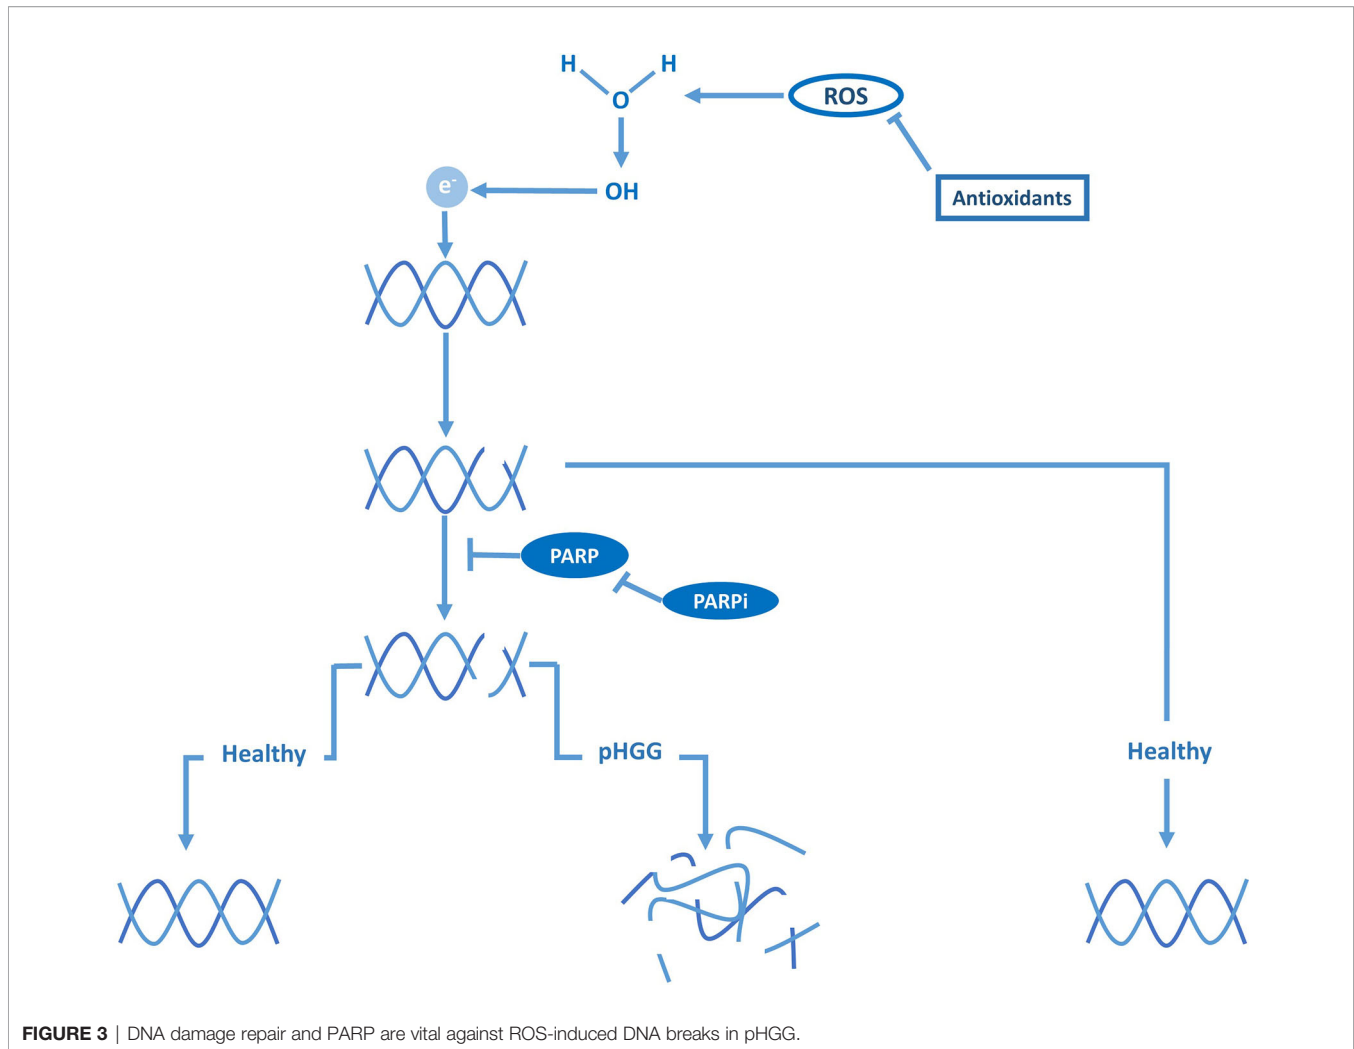 H H
O
ROS
e-
OH
Antioxidants
PARP
PARPi
Healthy
pHGG
Healthy
FIGURE 3 | DNA damage repair and PARP are vital against ROS-induced DNA breaks in pHGG.